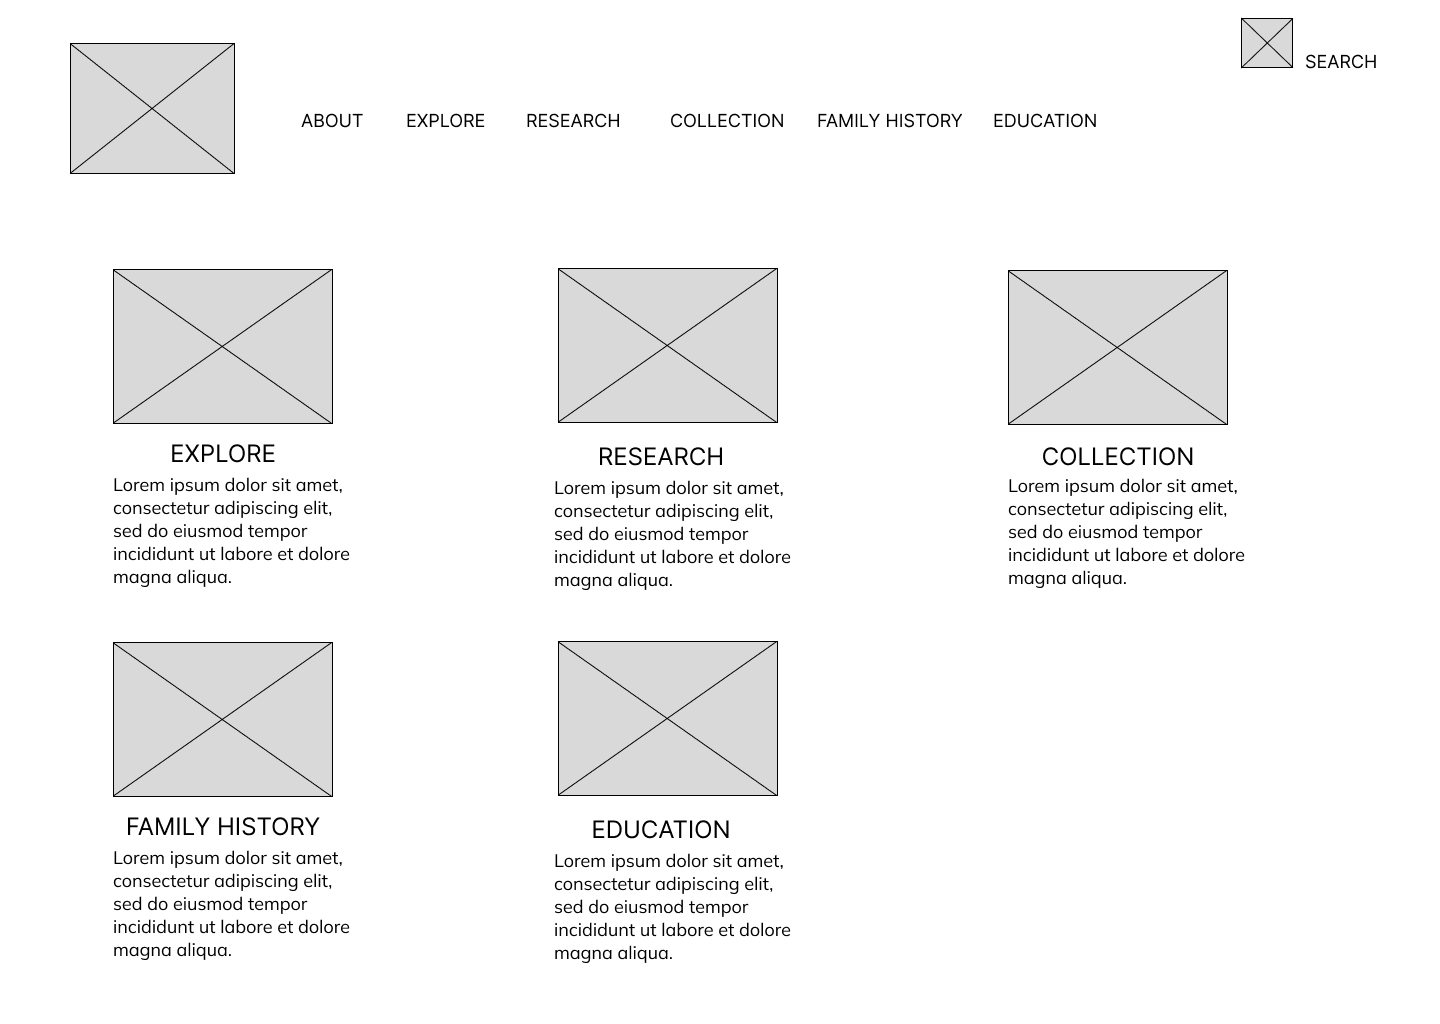 SEARCH
ABOUT EXPLORE RESEARCH COLLECTION FAMILY HISTORY EDUCATION
EXPLORE
Lorem ipsum dolor sit amet,
consectetur adipiscing elit,
sed do eiusmod tempor
incididunt ut labore et dolore
magna aliqua.
RESEARCH
Lorem ipsum dolor sit amet,
consectetur adipiscing elit,
sed do eiusmod tempor
incididunt ut labore et dolore
magna aliqua.
COLLECTION
Lorem ipsum dolor sit amet,
consectetur adipiscing elit,
sed do eiusmod tempor
incididunt ut labore et dolore
magna aliqua.
FAMILY HISTORY
Lorem ipsum dolor sit amet,
consectetur adipiscing elit,
sed do eiusmod tempor
incididunt ut labore et dolore
magna aliqua.
EDUCATION
Lorem ipsum dolor sit amet,
consectetur adipiscing elit,
sed do eiusmod tempor
incididunt ut labore et dolore
magna aliqua.